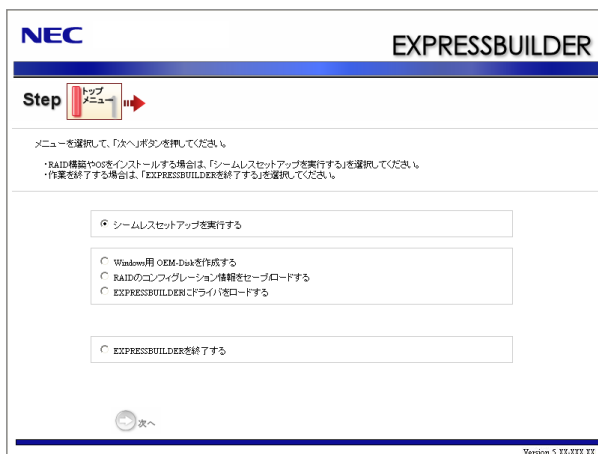 NEC
EXPRESSBUILDER
Step
トップ
メニュー
メニューを選択して、「次へ」ボタンを押してください。
・RAID構築やOSをインストールする場合は、「シームレスセットアップを実行する」を選択してください。
・作業を終了する場合は、「EXPRESSBUILDERを終了する」を選択してください。
シームレスセットアップを実行する
Windows用 OEM-Diskを作成する
RAIDのコンフィグレーション情報をセーブ/ロードする
EXPRESSBUILDERにドライバをロードする
EXPRESSBUILDERを終了する
次へ
Version 5.XX-XXX.XX